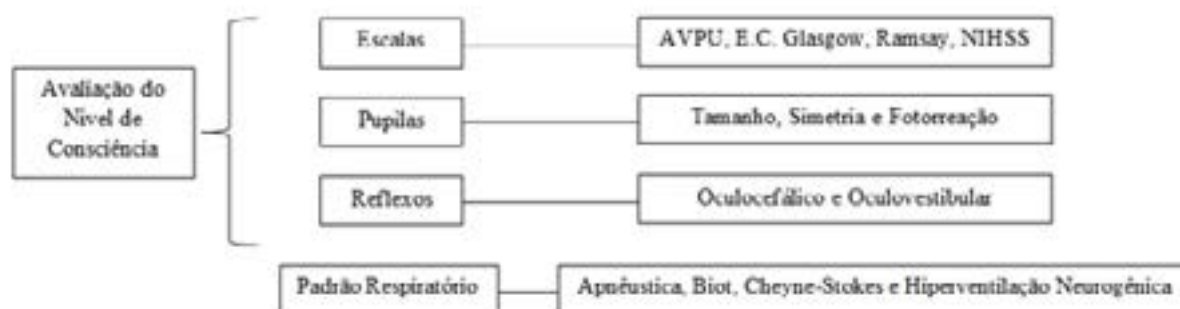 Escalas
AVPU, E.C. Glasgow, Ramsay, NIHSS
Avaliação do
Nível de
Consciência
Pupilas
Tamanho, Simetria e Fotorreação
Reflexos
Oculocefálico e Oculovestibular
Padrão Respiratório
Apnêustica, Biot, Cheyne-Stokes e Hiperventilação Neurogênica